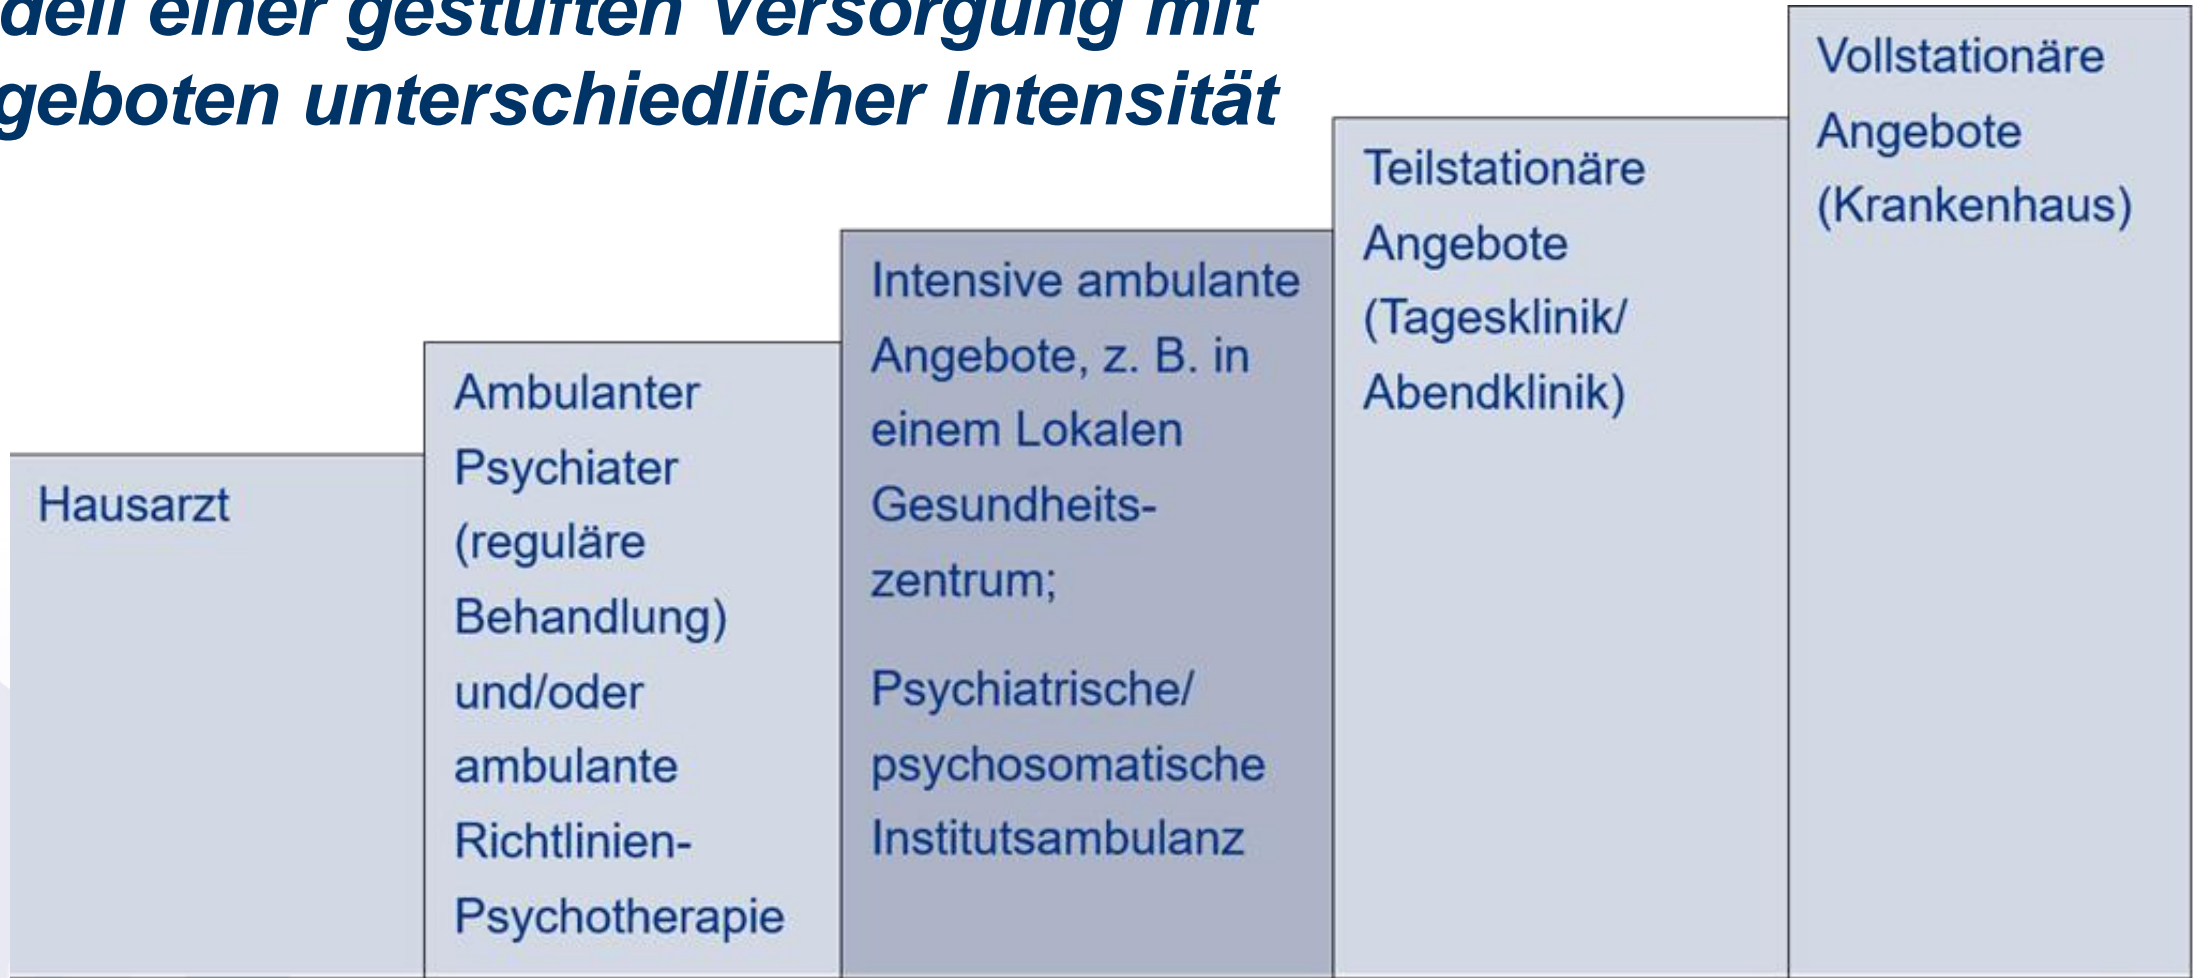 dell einer gestuften Versorgung mit
geboten unterschiedlicher Intensität
Hausarzt
Ambulanter
Psychiater
(reguläre
Behandlung)
und/oder
ambulante
Richtlinien-
Psychotherapie
Intensive ambulante
Angebote, z. B. in
einem Lokalen
Gesundheits-
zentrum;
Psychiatrische/
psychosomatische
Institutsambulanz
Teilstationäre
Angebote
(Tagesklinik/
Abendklinik)
Vollstationäre
Angebote
(Krankenhaus)